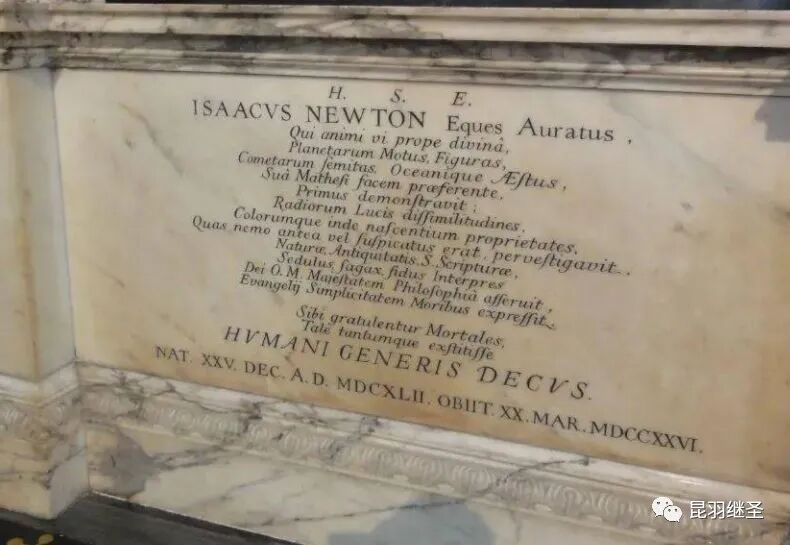 H. S. E.
ISAACVS NEWTON Eques Auratus,
Qui animi vi prope divinâ,
Planetarum Motus, Figuras,
Cometarum ſemitas, Oceanique Æſtus,
Suâ Matheſi facem præferente,
Primus demonſtravit;
Radiorum Lucis diſſimilitudines,
Colorumque inde naſcentium proprietates,
Quas nemo antea vel ſuſpicatus erat, perveſtigavit.
Naturæ, Antiquitatis, S. Scripturæ,
Sedulus, ſagax, fidus Interpres
Dei O. M. Majeſtatem Philoſophiâ aſſeruit,
Evangelij Simplicitatem Moribus expreſſit.
Sibi gratulentur Mortales,
Tale tantumque exſtitiſſe
HVMANI GENERIS DECVS.
NAT. XXV. DEC. A.D. MDCXLII. OBIIT. XX. MAR. MDCCXXVI.
昆羽继圣